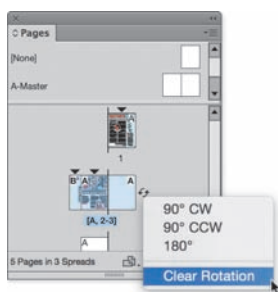 Pages
[None]
A-Master
A
1
B A A
[A, 2-3]
A
5 Pages in 3 Spreads
90° CW
90° CCW
180°
Clear Rotation